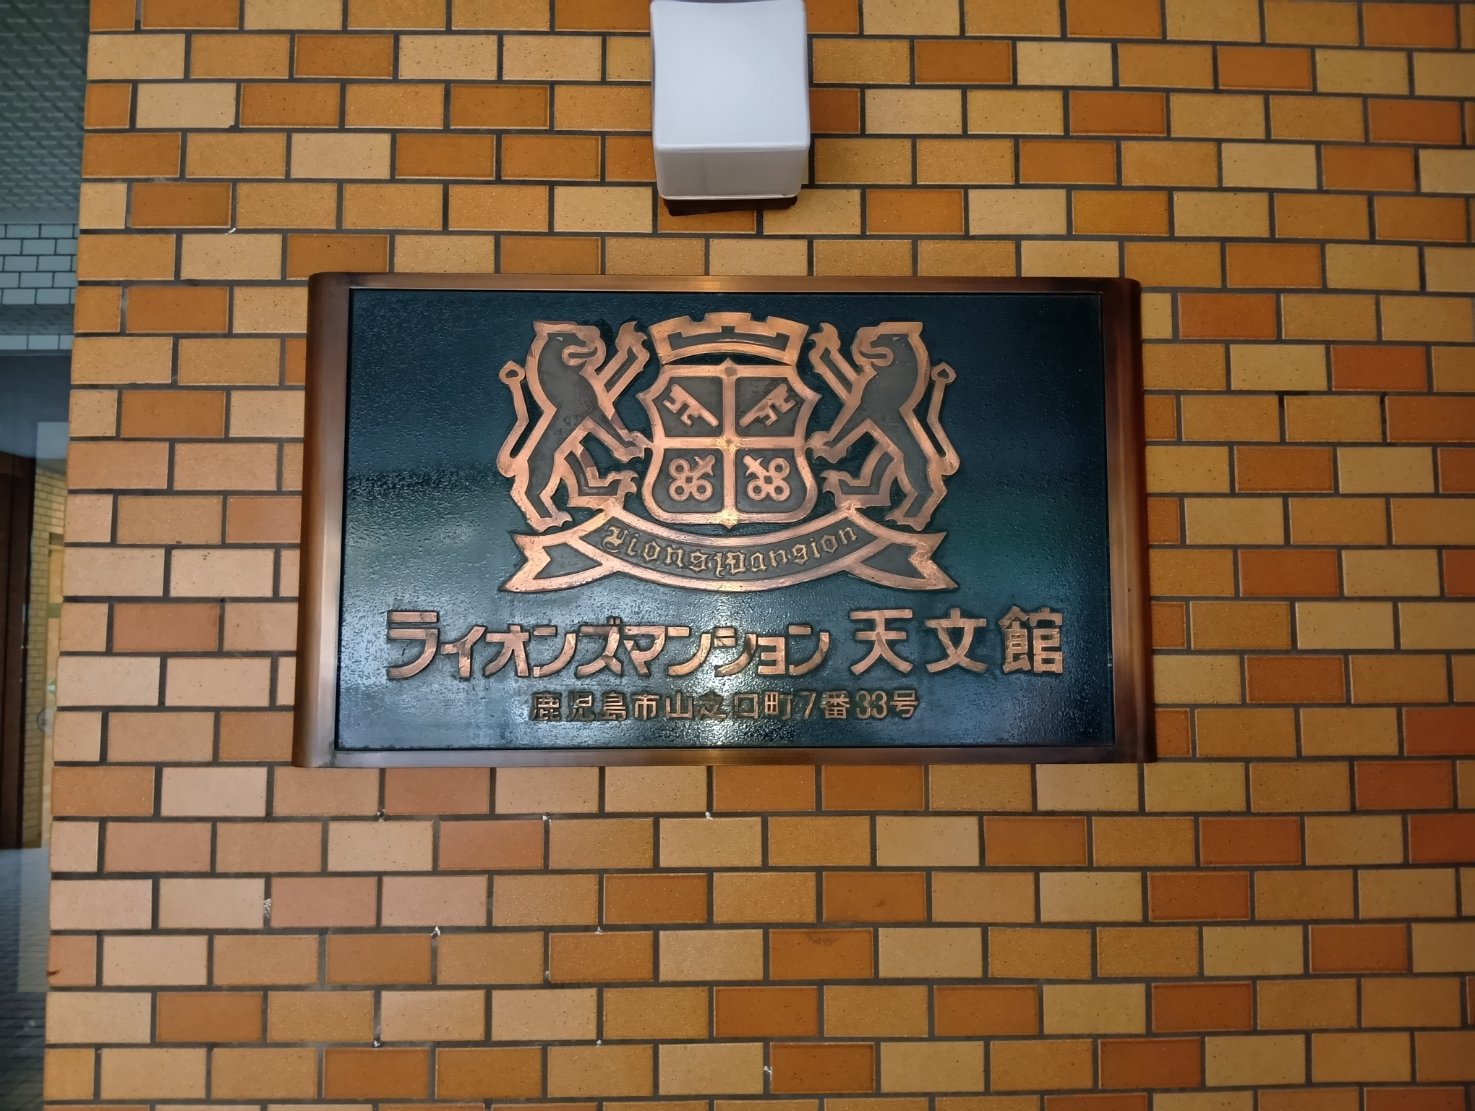 Lions Mansion
ライオンズマンション 天文館
鹿児島市山之口町7番33号